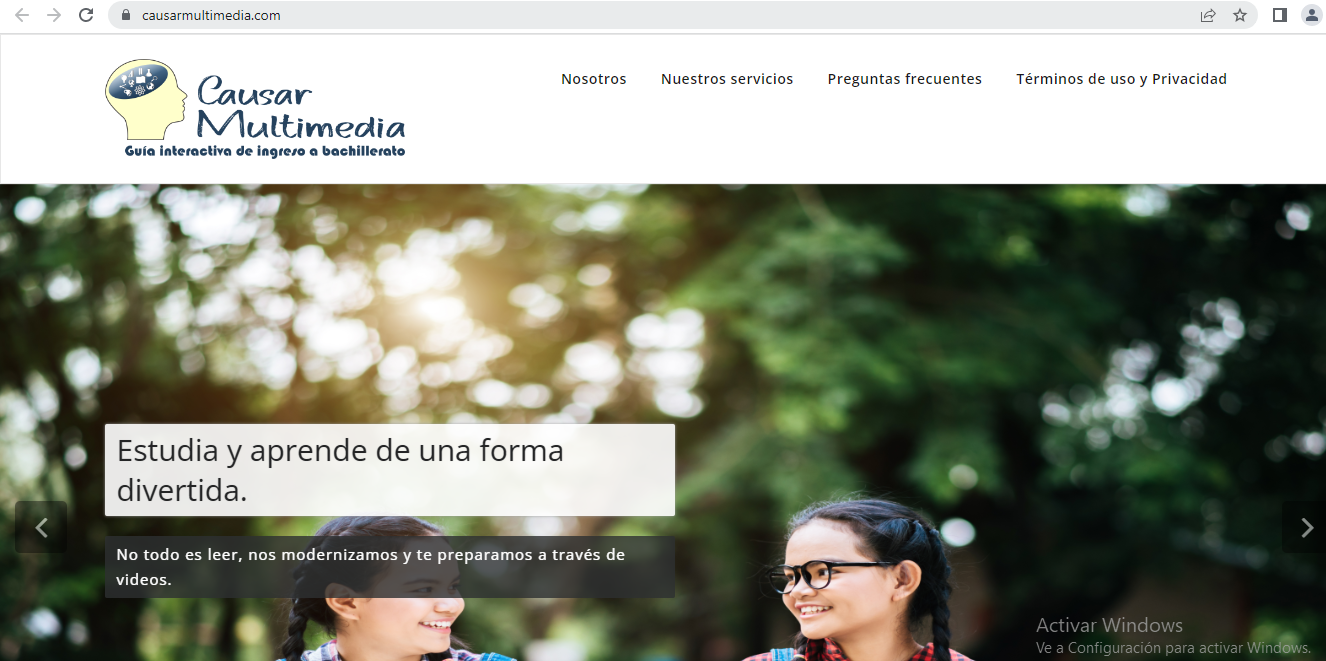 causarmultimedia.com
Causar
Multimedia
Guía interactiva de ingreso a bachillerato
Nosotros
Nuestros servicios
Preguntas frecuentes
Términos de uso y Privacidad
Estudia y aprende de una forma
divertida.
No todo es leer, nos modernizamos y te preparamos a través de
videos.
Activar Windows
Ve a Configuración para activar Windows.